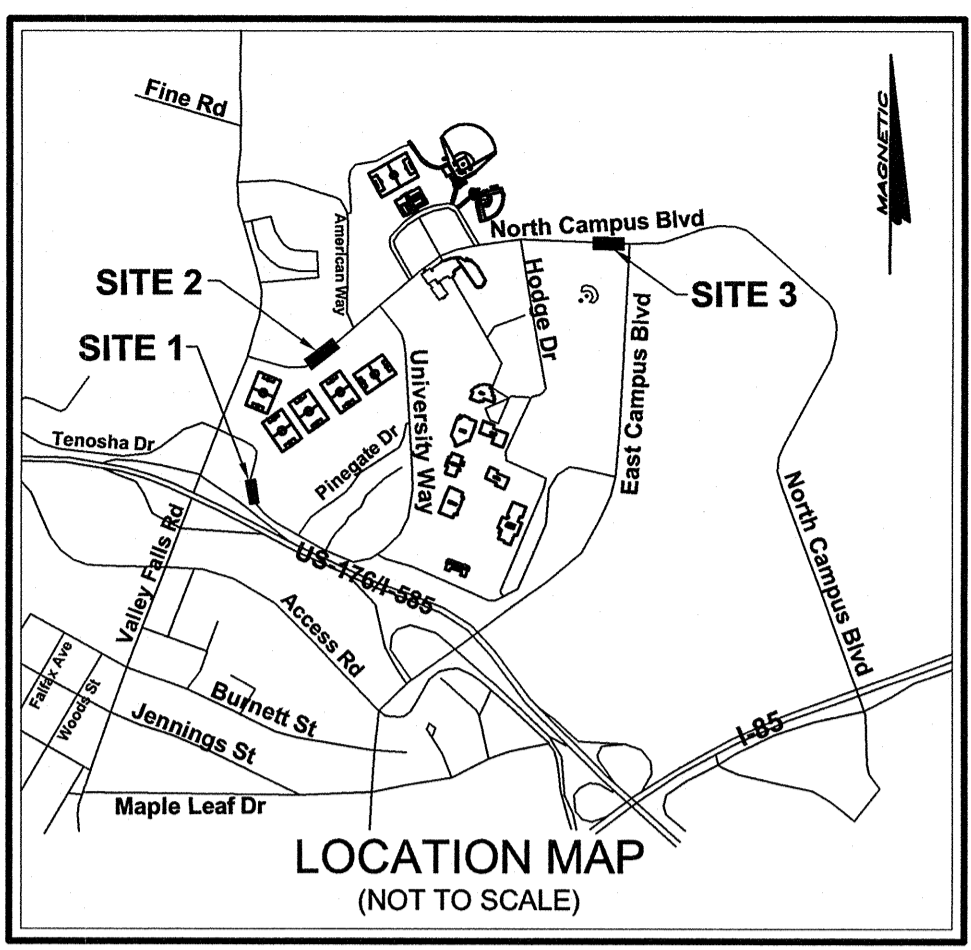 Fine Rd
MAGNETIC
American Way
North Campus Blvd
SITE 2
Hodge Dr
SITE 3
SITE 1
University Way
East Campus Blvd
Tenosha Dr
Pinegate Dr
North Campus Blvd
Valley Falls Rd
US-176/I-585
Access Rd
Fairfax Ave
Woods St
Burnett St
Jennings St
I-85
Maple Leaf Dr
LOCATION MAP
(NOT TO SCALE)